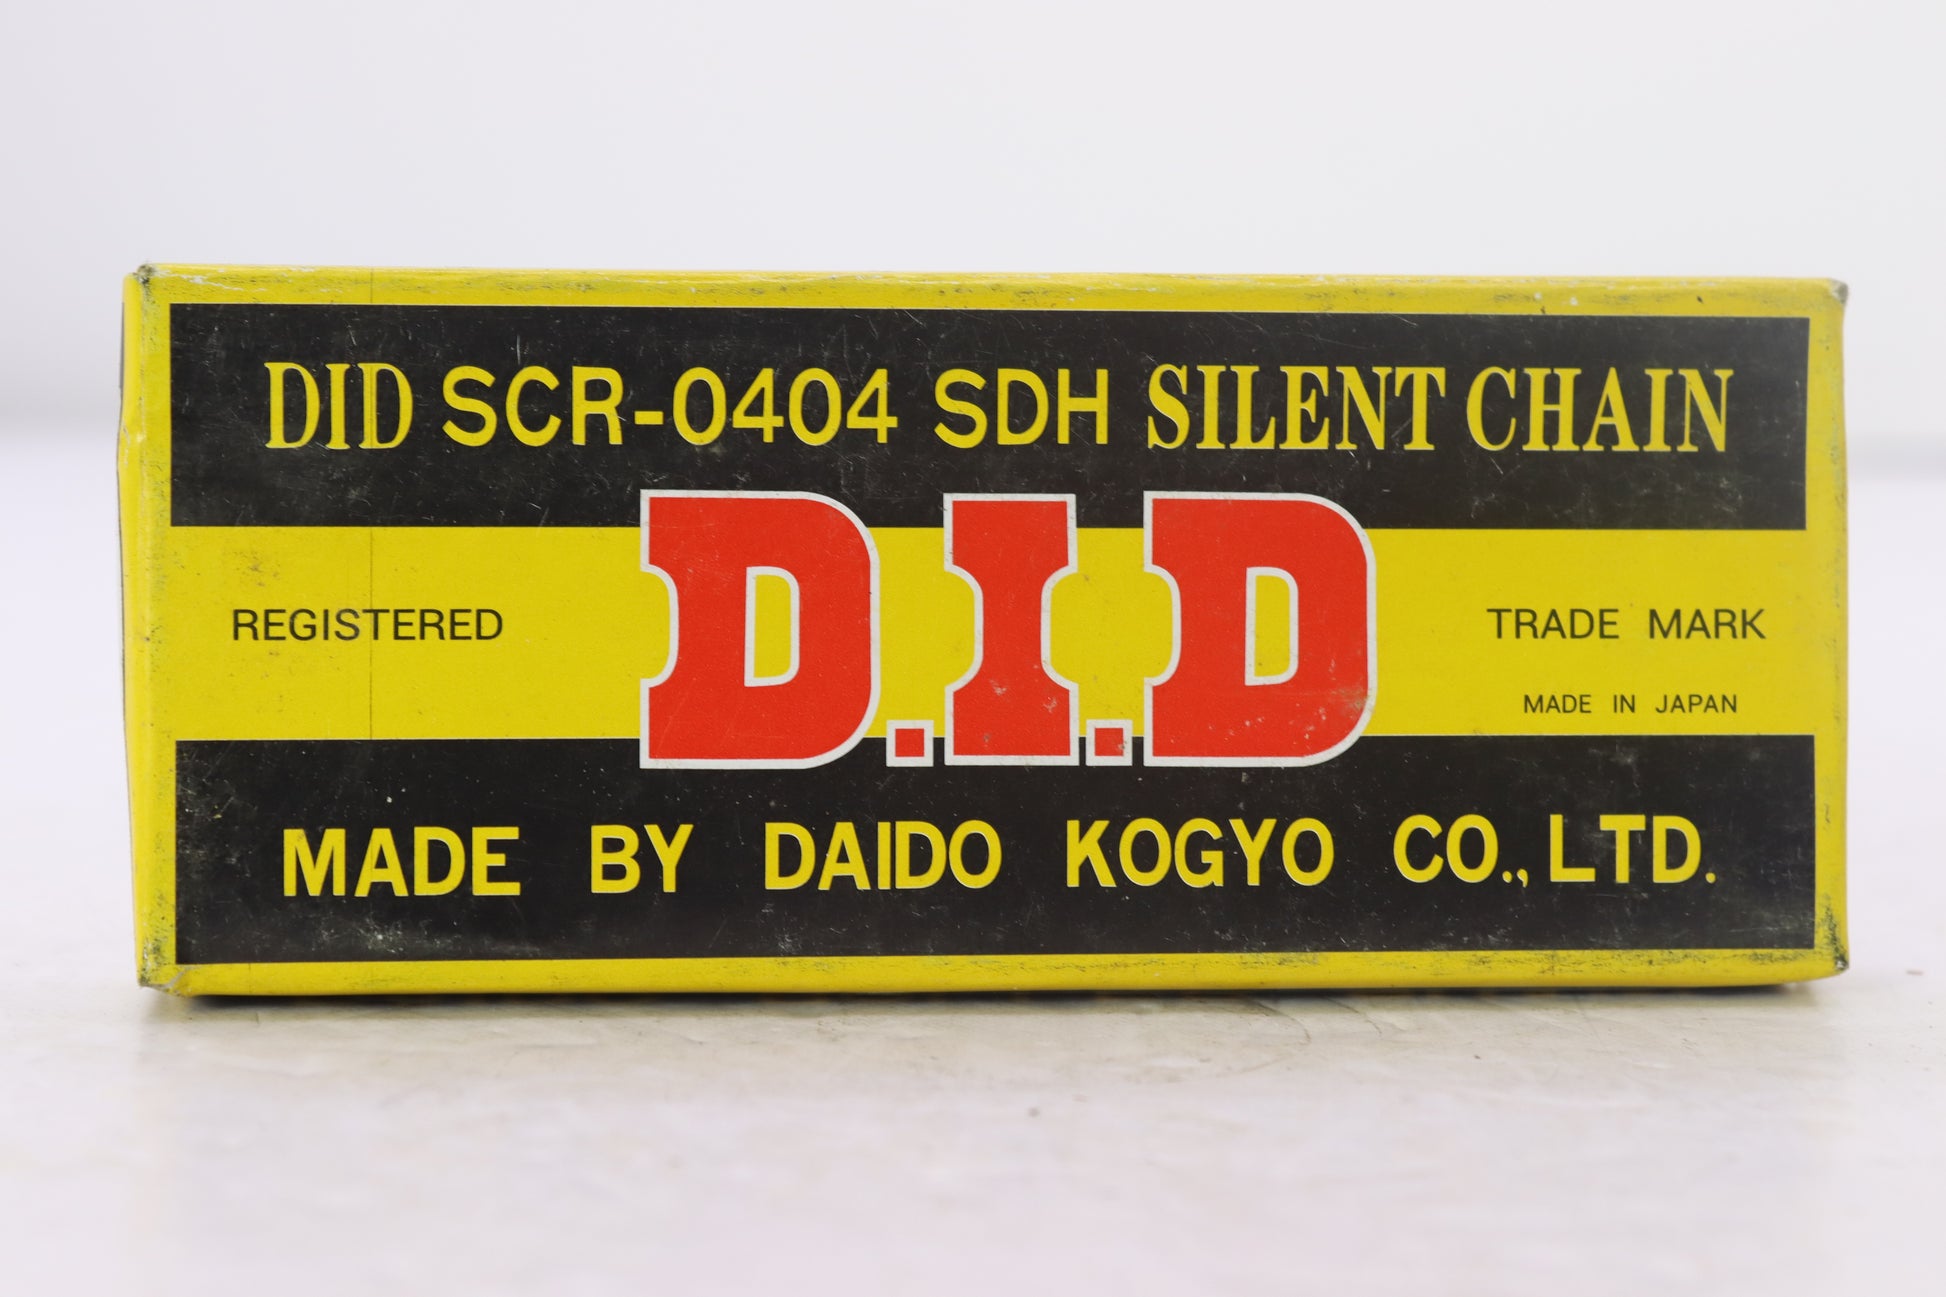 DID SCR-0404 SDH SILENT CHAIN
D.I.D
REGISTERED
TRADE MARK
MADE IN JAPAN
MADE BY DAIDO KOGYO CO., LTD.